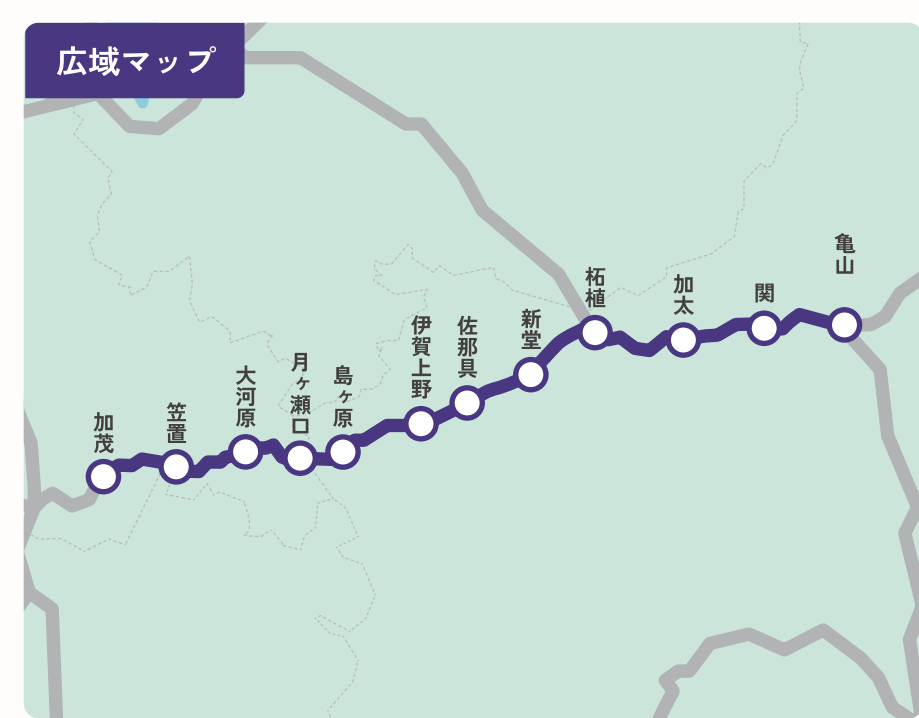 広域マップ
加茂
笠置
大河原
月ヶ瀬口
島ヶ原
伊賀上野
佐那具
新堂
柘植
加太
関
亀山